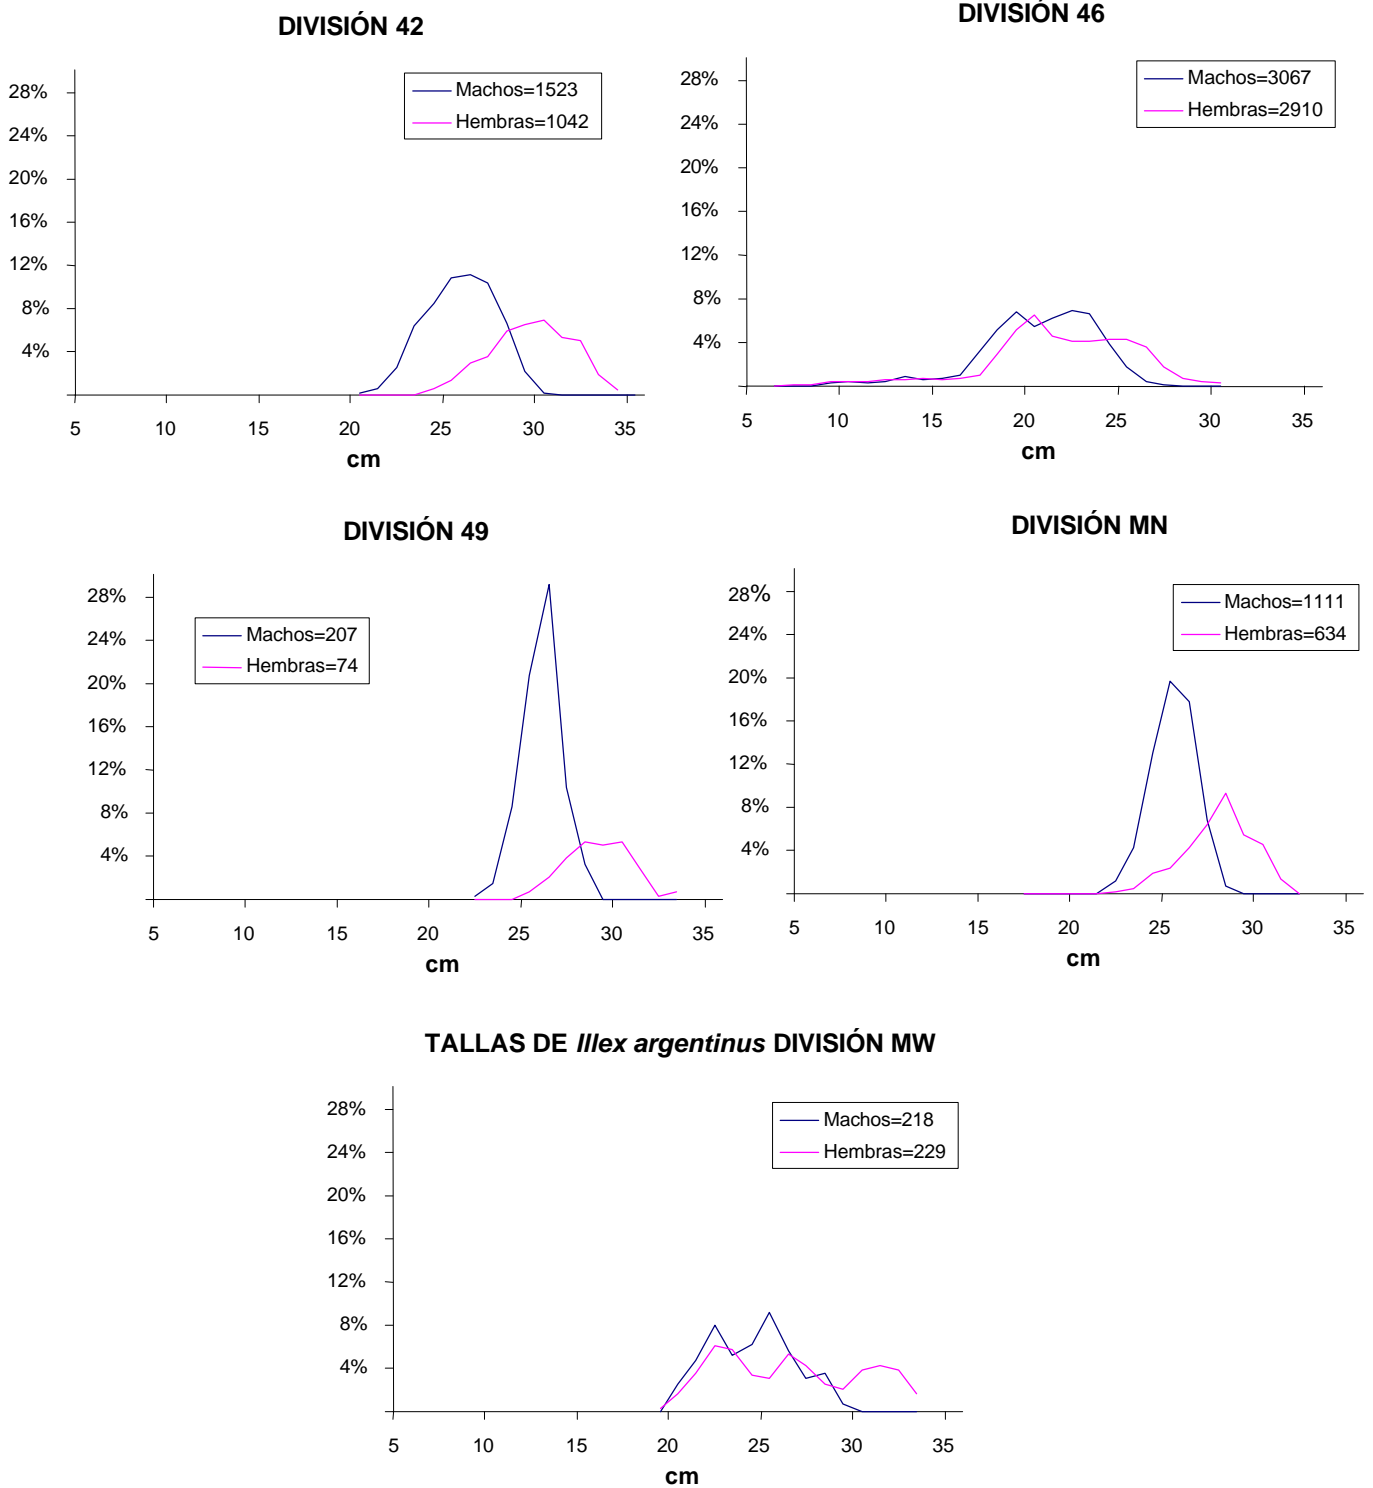 DIVISIÓN 42
Machos=1523
Hembras=1042
28%
24%
20%
16%
12%
8%
4%
5 10 15 20 25 30 35
cm
DIVISIÓN 46
Machos=3067
Hembras=2910
28%
24%
20%
16%
12%
8%
4%
5 10 15 20 25 30 35
cm
DIVISIÓN 49
Machos=207
Hembras=74
28%
24%
20%
16%
12%
8%
4%
5 10 15 20 25 30 35
cm
DIVISIÓN MN
Machos=1111
Hembras=634
28%
24%
20%
16%
12%
8%
4%
5 10 15 20 25 30 35
cm
TALLAS DE Illex argentinus DIVISIÓN MW
Machos=218
Hembras=229
28%
24%
20%
16%
12%
8%
4%
5 10 15 20 25 30 35
cm